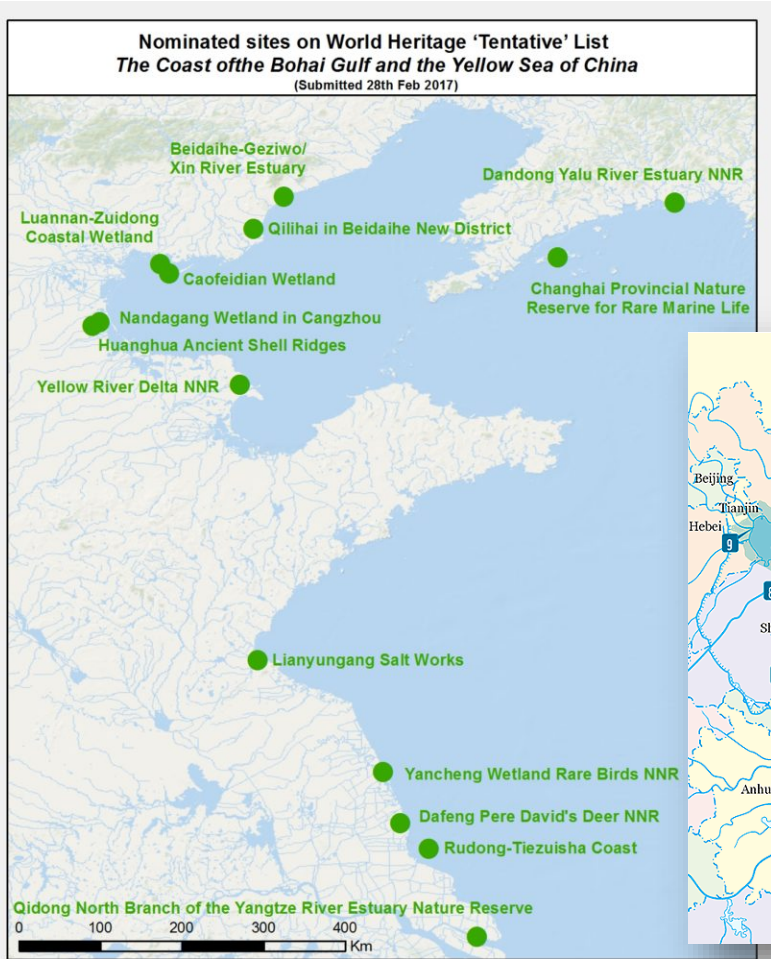 Nominated sites on World Heritage ‘Tentative’ List
The Coast ofthe Bohai Gulf and the Yellow Sea of China
(Submitted 28th Feb 2017)
Beidaihe-Geziwo/
Xin River Estuary
Dandong Yalu River Estuary NNR
Luannan-Zuidong
Coastal Wetland
Qilihai in Beidaihe New District
Caofeidian Wetland
Changhai Provincial Nature
Reserve for Rare Marine Life
Nandagang Wetland in Cangzhou
Huanghua Ancient Shell Ridges
Yellow River Delta NNR
Lianyungang Salt Works
Yancheng Wetland Rare Birds NNR
Dafeng Pere David's Deer NNR
Rudong-Tiezuisha Coast
Qidong North Branch of the Yangtze River Estuary Nature Reserve
0 100 200 300 400
Km
Beijing
Tianjin
Hebei
9